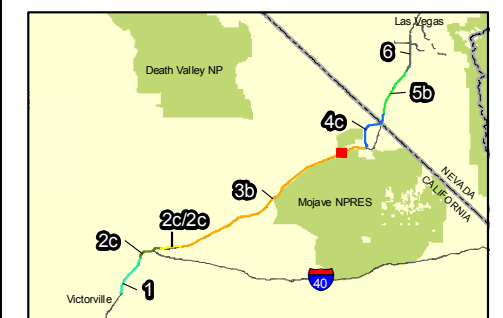 Las Vegas
6
Death Valley NP
5b
4c
NEVADA
CALIFORNIA
3b
Mojave NPRES
2c/2c
2c
40
1
Victorville